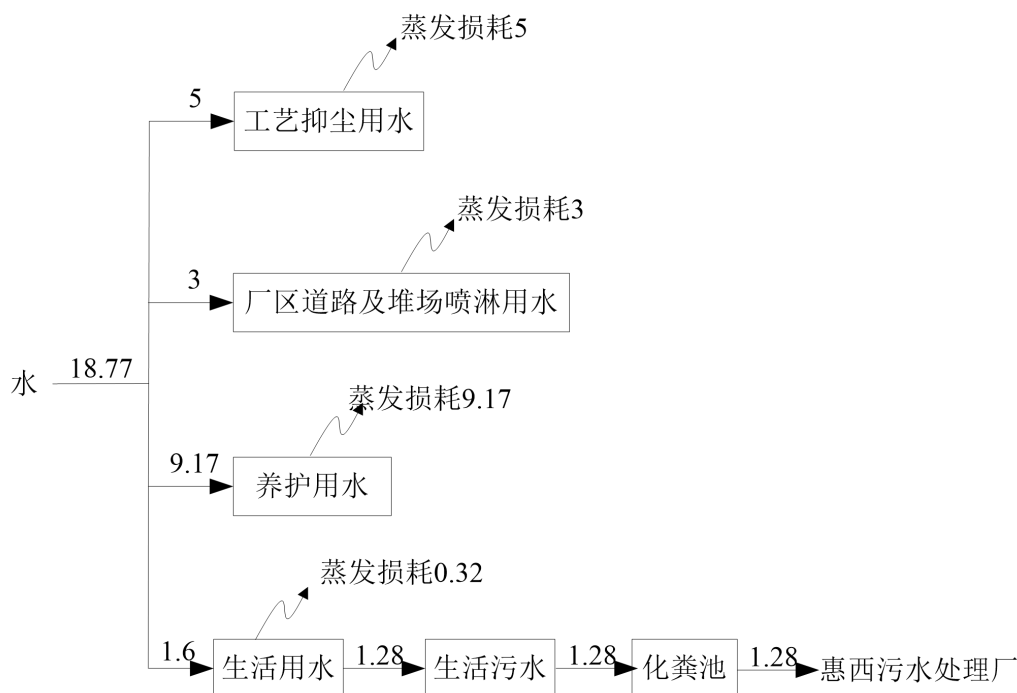 蒸发损耗5
5
工艺抑尘用水
蒸发损耗3
3
厂区道路及堆场喷淋用水
水
18.77
蒸发损耗9.17
9.17
养护用水
蒸发损耗0.32
1.6
生活用水
1.28
生活污水
1.28
化粪池
1.28
惠西污水处理厂